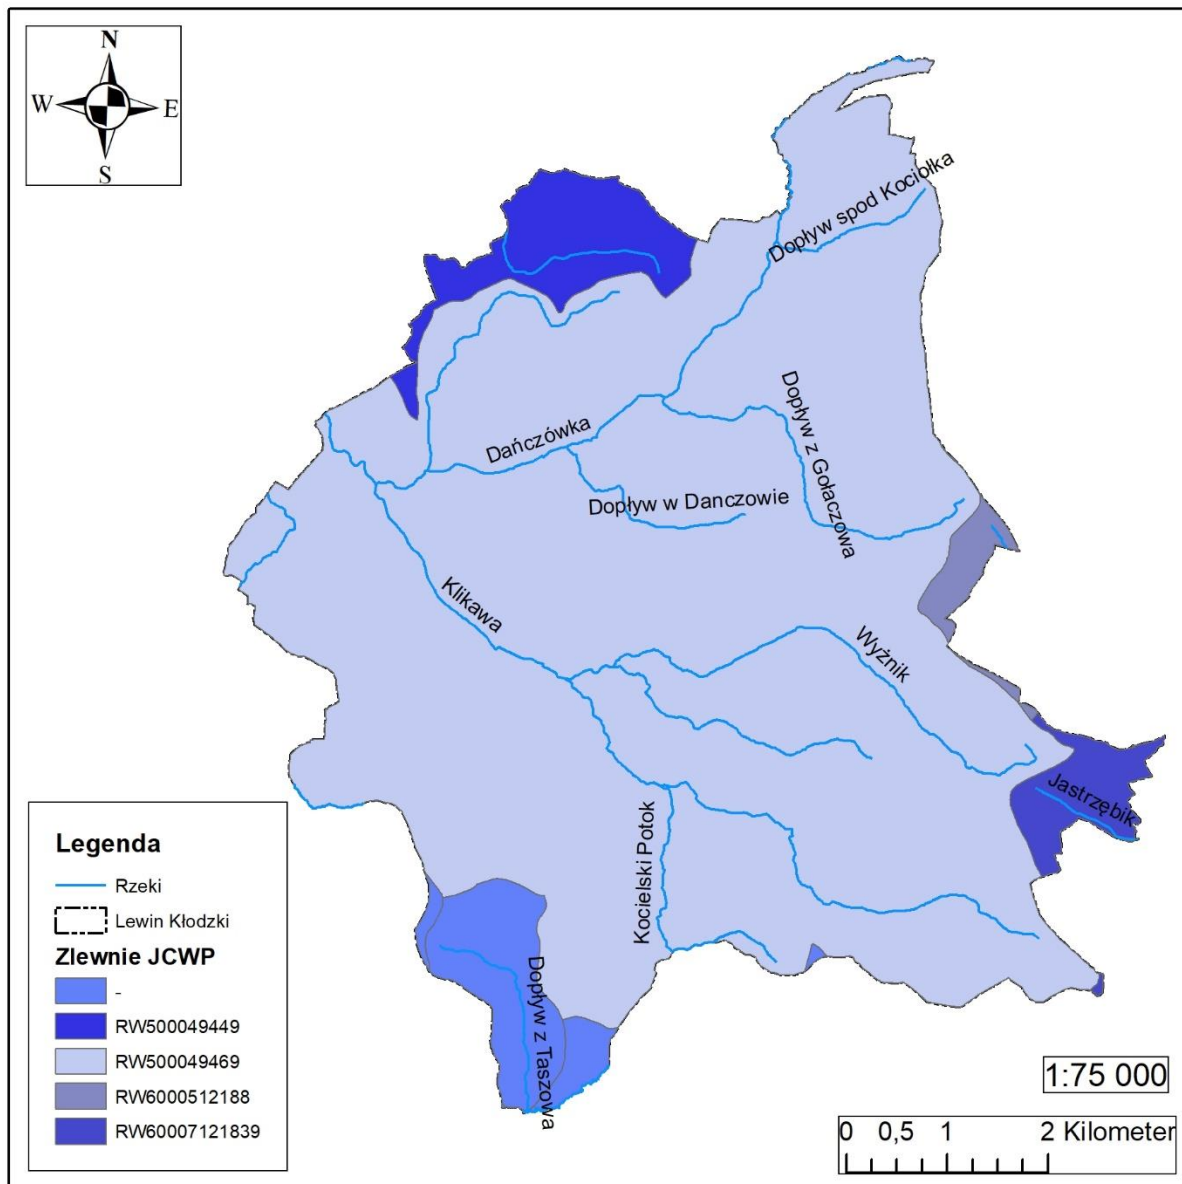 N
W
E
S
Dopływ spod Kociołka
Dańczówka
Dopływ z Gołaczowa
Dopływ w Danczowie
Klikawa
Wyżnik
Jastrzębik
Kocielski Potok
Dopływ z Taszowa
Legenda
Rzeki
Lewin Kłodzki
Zlewnie JCWP
-
RW500049449
RW500049469
RW6000512188
RW60007121839
1:75 000
0 0,5 1 2 Kilometer